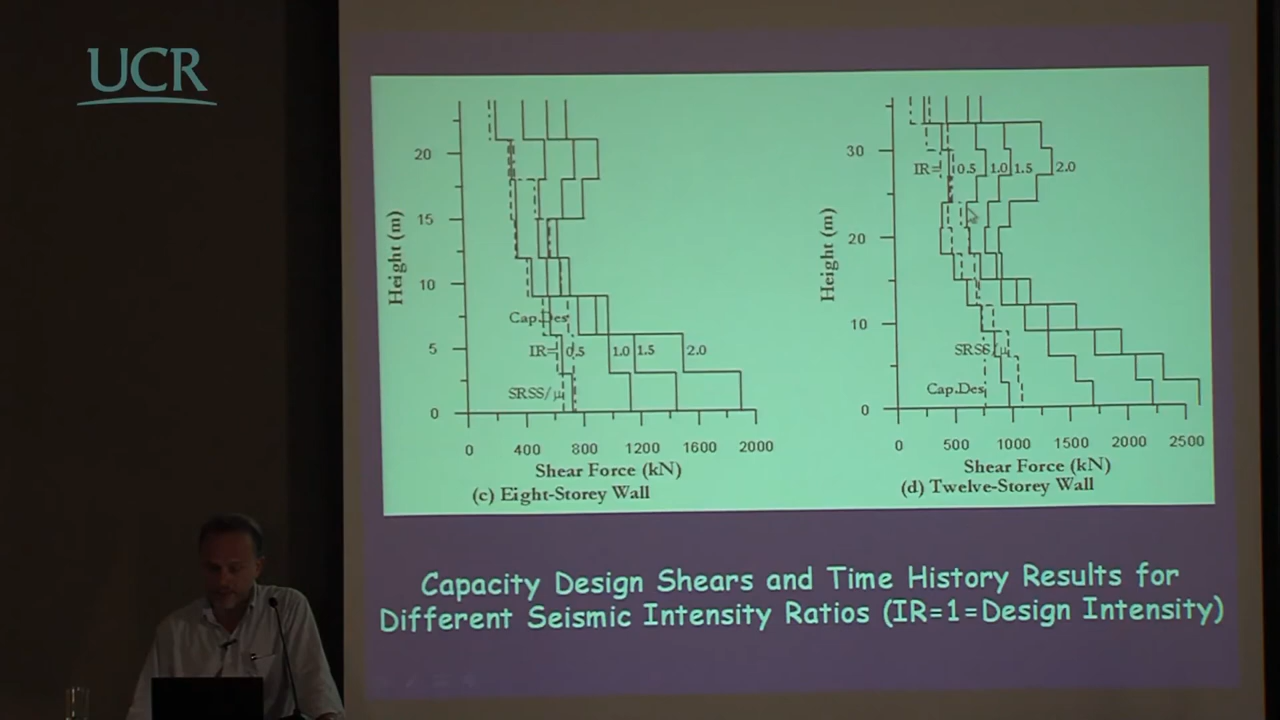 UCR
20
15
10
5
0
Height (m)
Cap.Des
IR= 0.5 1.0 1.5 2.0
SRSS/μ
0 400 800 1200 1600 2000
Shear Force (kN)
(c) Eight-Storey Wall
30
20
10
0
Height (m)
IR= 0.5 1.0 1.5 2.0
SRSS/μ
Cap.Des
0 500 1000 1500 2000 2500
Shear Force (kN)
(d) Twelve-Storey Wall
Capacity Design Shears and Time History Results for
Different Seismic Intensity Ratios (IR=1=Design Intensity)